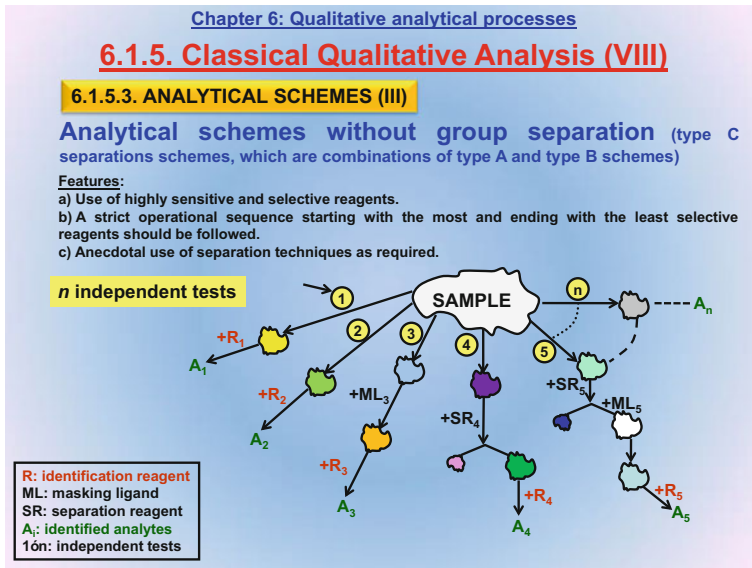 Chapter 6: Qualitative analytical processes
6.1.5. Classical Qualitative Analysis (VIII)
6.1.5.3. ANALYTICAL SCHEMES (III)
Analytical schemes without group separation (type C
separations schemes, which are combinations of type A and type B schemes)
Features:
a) Use of highly sensitive and selective reagents.
b) A strict operational sequence starting with the most and ending with the least selective
reagents should be followed.
c) Anecdotal use of separation techniques as required.
n independent tests
SAMPLE
1
2
3
4
5
n
+R1
A1
+R2
A2
+ML3
+R3
A3
+SR4
+R4
A4
+SR5
+ML5
+R5
A5
An
R: identification reagent
ML: masking ligand
SR: separation reagent
Ai: identified analytes
1ón: independent tests